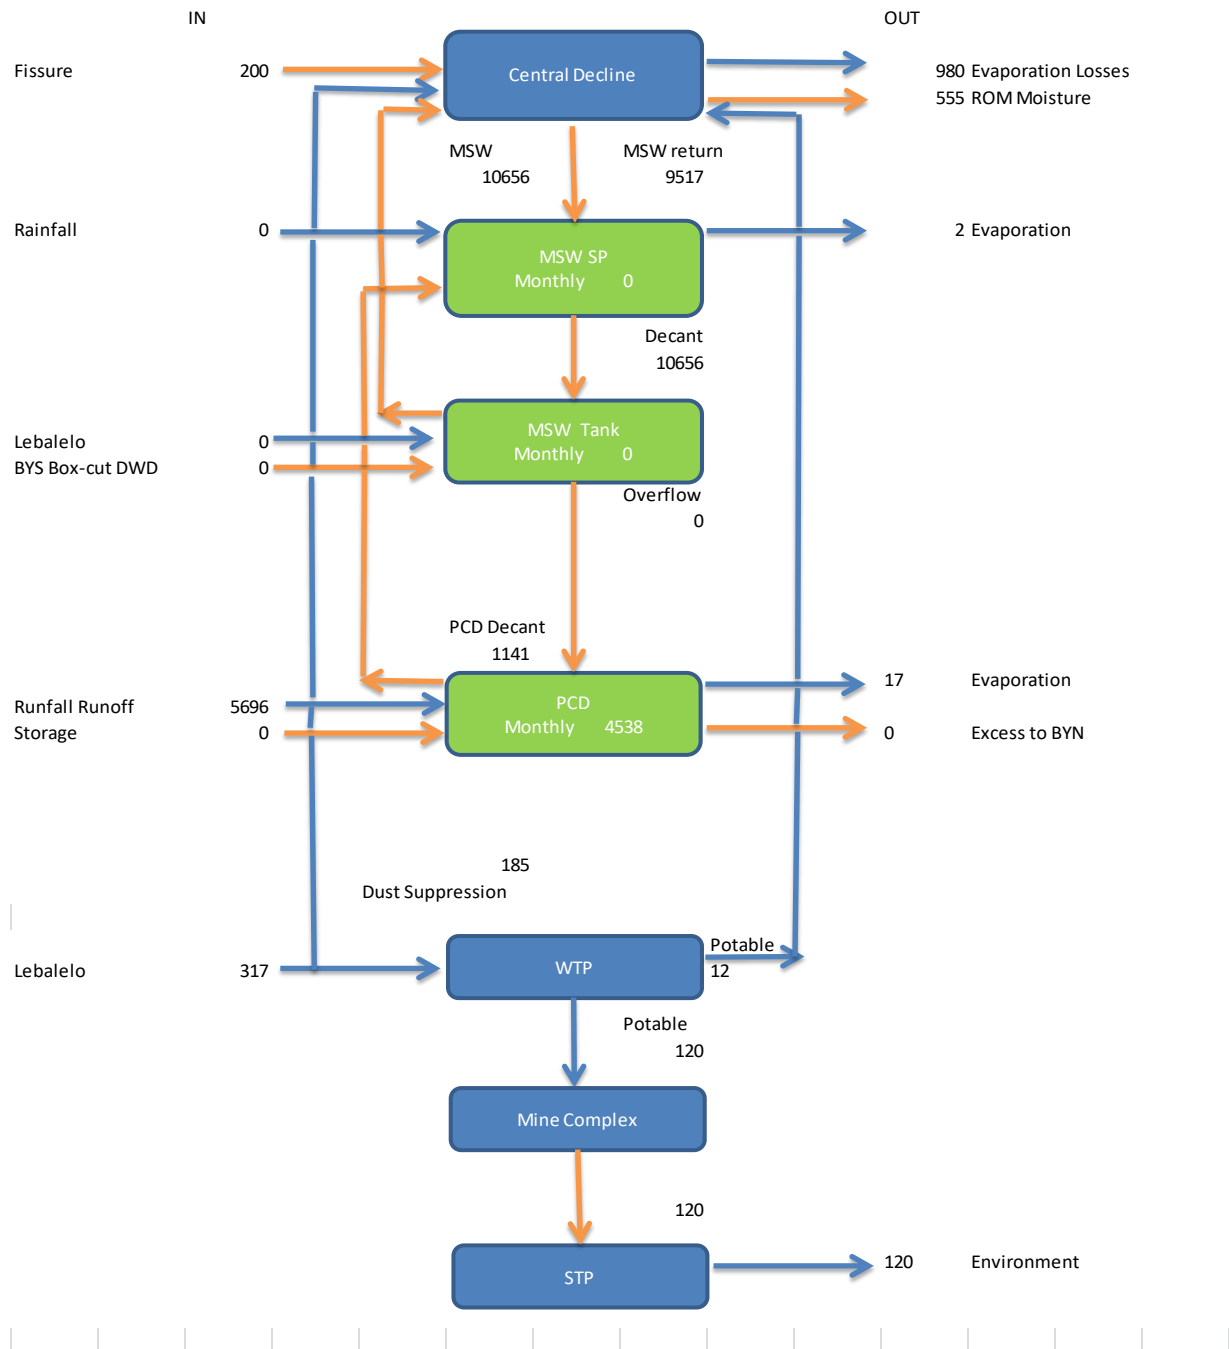 IN OUT
Fissure 200 Central Decline 980 Evaporation Losses
555 ROM Moisture
MSW MSW return
10656 9517
Rainfall 0 2 Evaporation
MSW SP
Monthly 0
Decant
10656
Lebalelo 0 MSW Tank
BYS Box-cut DWD 0 Monthly 0
Overflow
0
PCD Decant
1141
17 Evaporation
Runfall Runoff 5696 PCD
Storage 0 Monthly 4538 0 Excess to BYN
185
Dust Suppression
Potable
Lebalelo 317 WTP 12
Potable
120
Mine Complex
120
STP 120 Environment